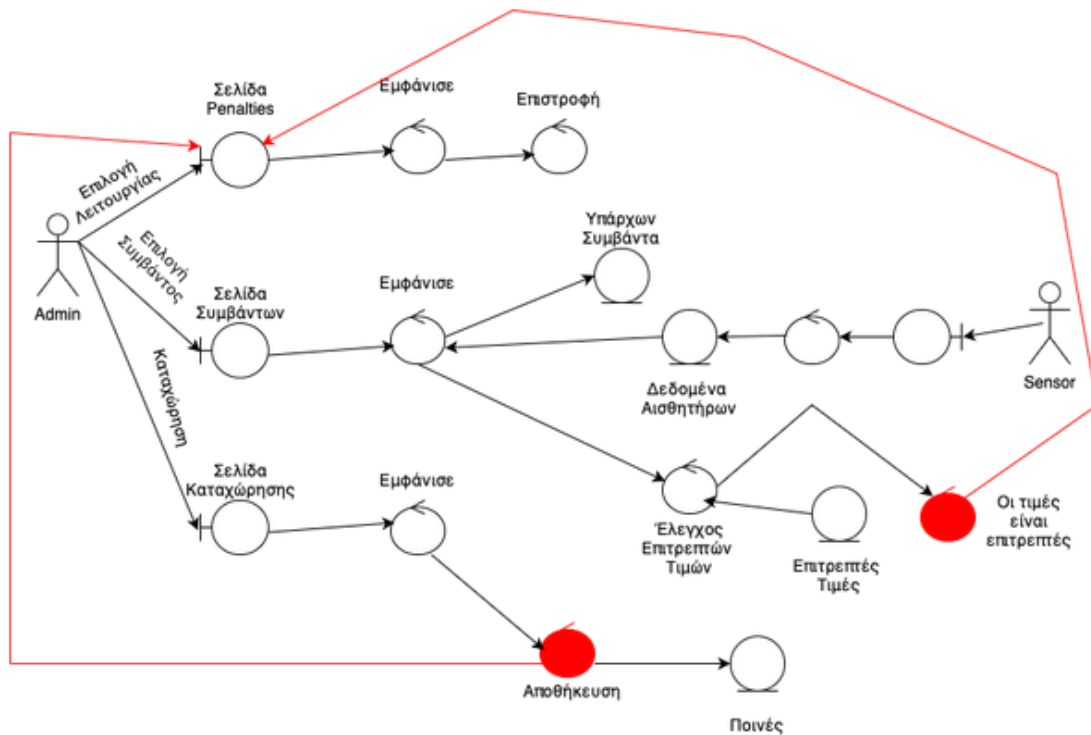 Σελίδα
Penalties
Εμφάνισε
Επιστροφή
Επιλογή
Λειτουργίας
Admin
Επιλογή
Συμβάντος
Σελίδα
Συμβάντων
Εμφάνισε
Υπάρχων
Συμβάντα
Δεδομένα
Αισθητήρων
Sensor
Καταχώρηση
Σελίδα
Καταχώρησης
Εμφάνισε
Έλεγχος
Επιτρεπτών
Τιμών
Επιτρεπτές
Τιμές
Οι τιμές
είναι
επιτρεπτές
Αποθήκευση
Ποινές